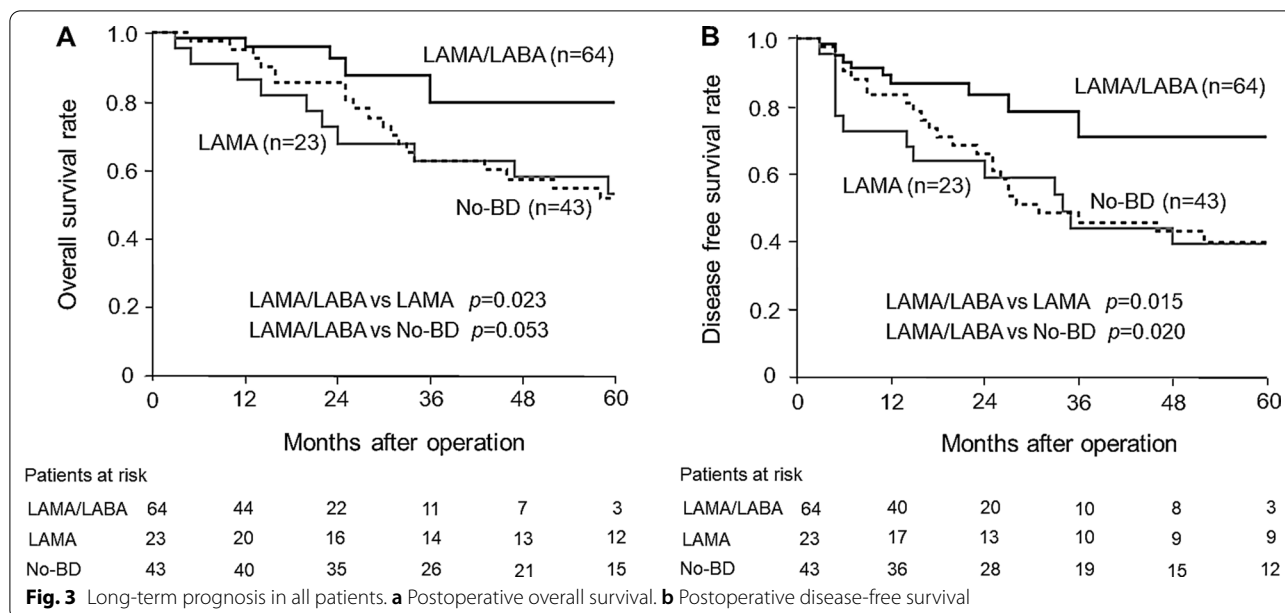 A
Overall survival rate
1.0
0.8
0.6
0.4
0.2
0
LAMA/LABA (n=64)
LAMA (n=23)
No-BD (n=43)
LAMA/LABA vs LAMA p=0.023
LAMA/LABA vs No-BD p=0.053
0 12 24 36 48 60
Months after operation
Patients at risk
LAMA/LABA 64 44 22 11 7 3
LAMA 23 20 16 14 13 12
No-BD 43 40 35 26 21 15
B
Disease free survival rate
1.0
0.8
0.6
0.4
0.2
0
LAMA/LABA (n=64)
LAMA (n=23)
No-BD (n=43)
LAMA/LABA vs LAMA p=0.015
LAMA/LABA vs No-BD p=0.020
0 12 24 36 48 60
Months after operation
Patients at risk
LAMA/LABA 64 40 20 10 8 3
LAMA 23 17 13 10 9 9
No-BD 43 36 28 19 15 12
Fig. 3 Long-term prognosis in all patients. a Postoperative overall survival. b Postoperative disease-free survival